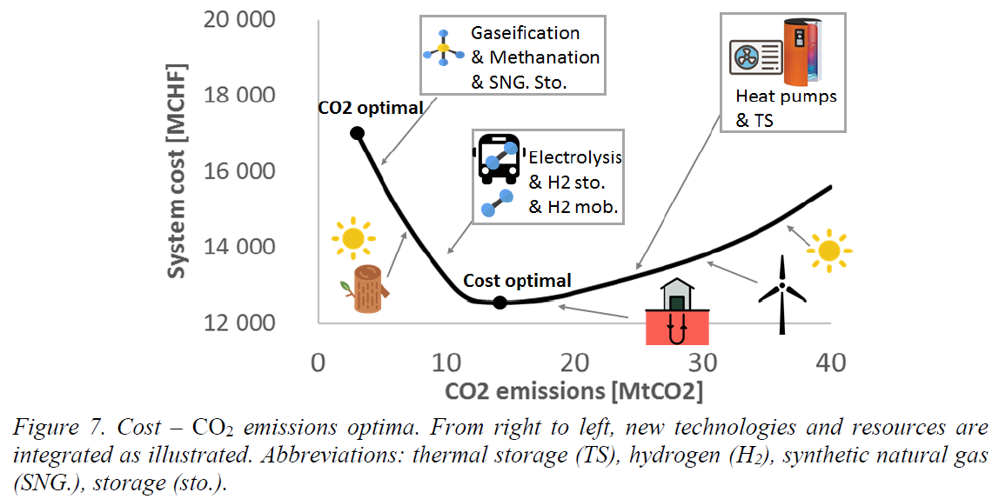 20 000
18 000
16 000
14 000
12 000
System cost [MCHF]
Gaseification
& Methanation
& SNG. Sto.
Heat pumps
& TS
CO2 optimal
Electrolysis
& H2 sto.
& H2 mob.
Cost optimal
0 10 20 30 40
CO2 emissions [MtCO2]
Figure 7. Cost – CO2 emissions optima. From right to left, new technologies and resources are
integrated as illustrated. Abbreviations: thermal storage (TS), hydrogen (H2), synthetic natural gas
(SNG.), storage (sto.).